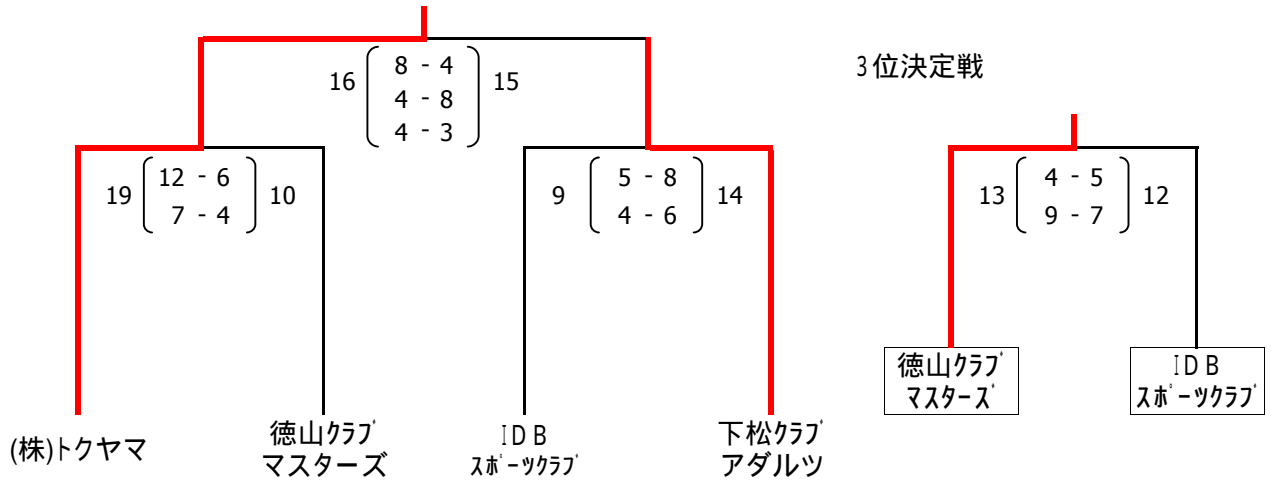 3位決定戦
16 8 - 4 15
4 - 8
4 - 3
19 12 - 6 10
7 - 4
9 5 - 8 14
4 - 6
13 4 - 5 12
9 - 7
徳山ｸﾗﾌﾞ
ﾏｽﾀｰｽﾞ
IDB
ｽﾎﾟｰﾂｸﾗﾌﾞ
(株)トクヤマ
徳山ｸﾗﾌﾞ
マスターズ
IDB
ｽﾎﾟｰﾂｸﾗﾌﾞ
下松ｸﾗﾌﾞ
アダルツ